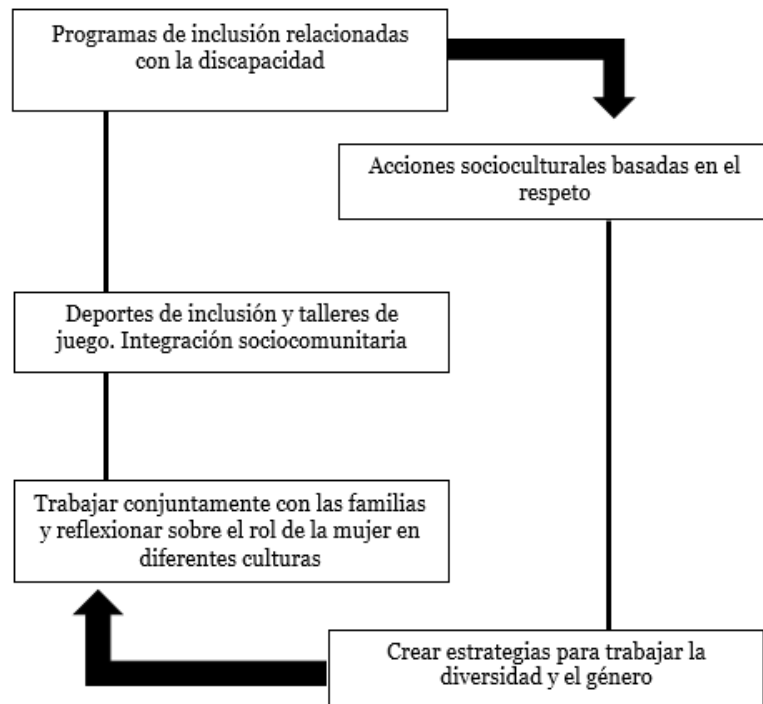 Programas de inclusión relacionadas
con la discapacidad
Acciones socioculturales basadas en el
respeto
Deportes de inclusión y talleres de
juego. Integración sociocomunitaria
Trabajar conjuntamente con las familias
y reflexionar sobre el rol de la mujer en
diferentes culturas
Crear estrategias para trabajar la
diversidad y el género